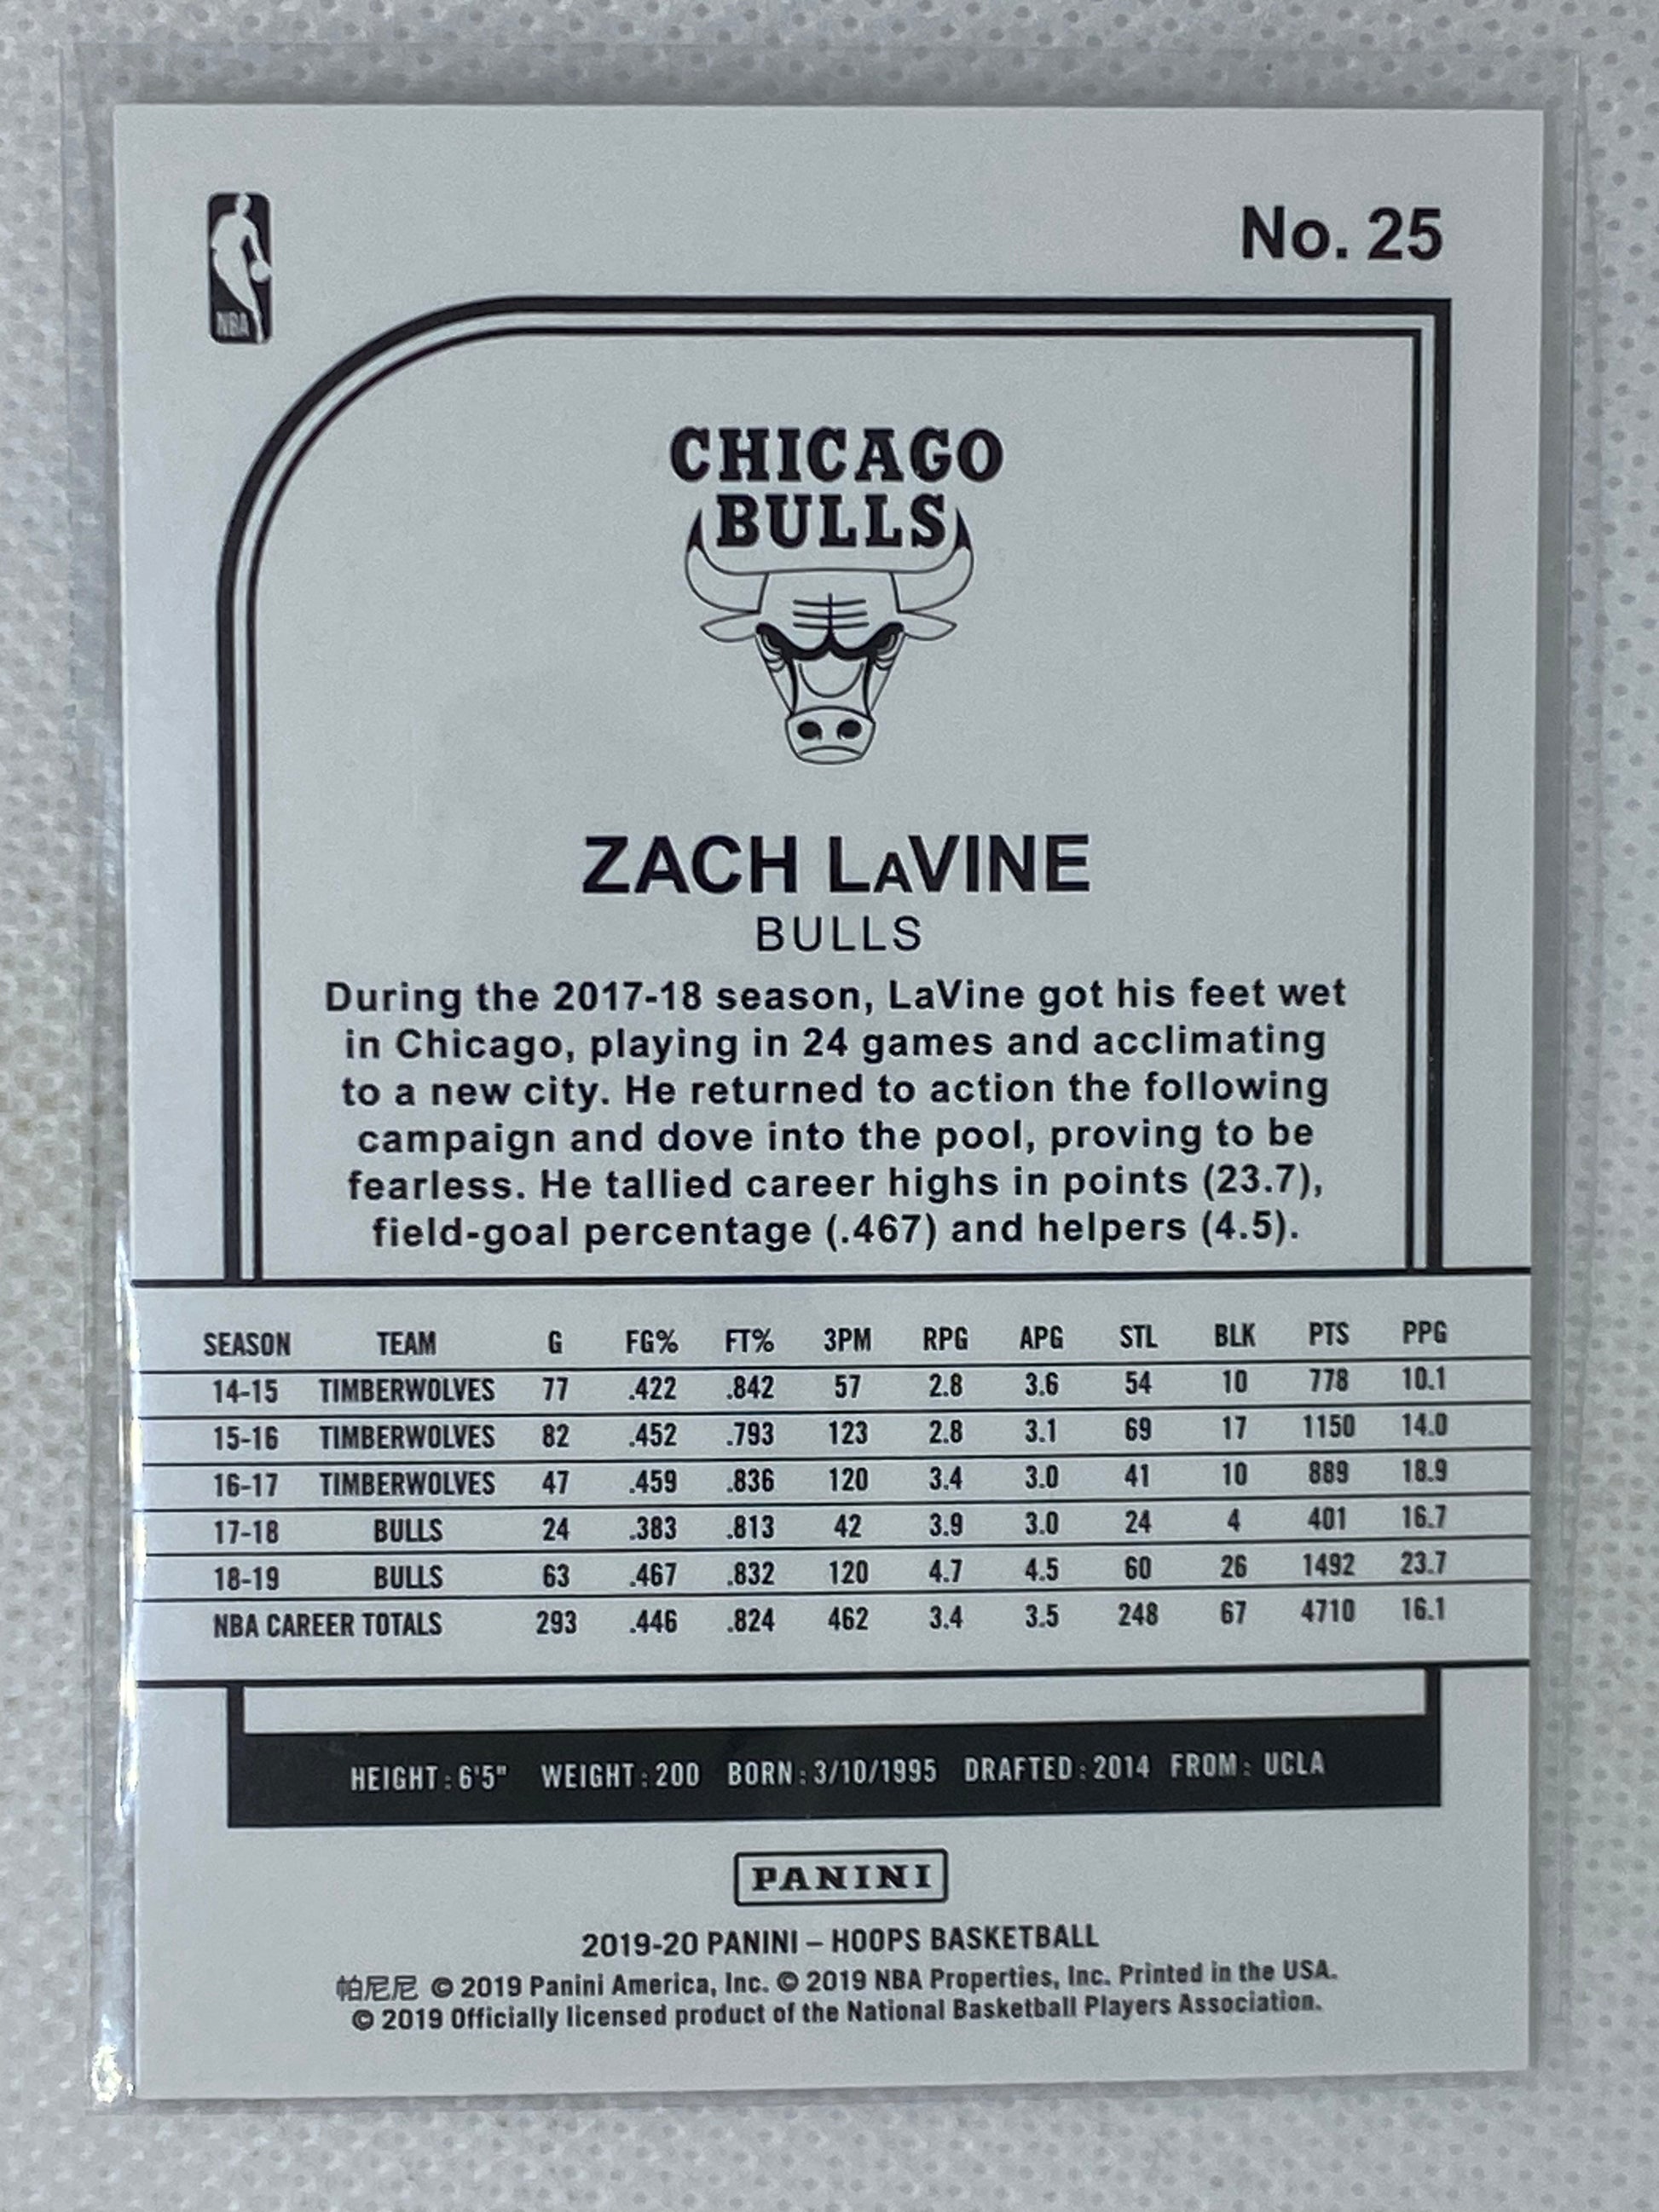 NBA
No. 25
CHICAGO
BULLS
ZACH LAVINE
BULLS
During the 2017-18 season, LaVine got his feet wet
in Chicago, playing in 24 games and acclimating
to a new city. He returned to action the following
campaign and dove into the pool, proving to be
fearless. He tallied career highs in points (23.7),
field-goal percentage (.467) and helpers (4.5).
SEASON TEAM G FG% FT% 3PM RPG APG STL BLK PTS PPG
14-15 TIMBERWOLVES 77 .422 .842 57 2.8 3.6 54 10 778 10.1
15-16 TIMBERWOLVES 82 .452 .793 123 2.8 3.1 69 17 1150 14.0
16-17 TIMBERWOLVES 47 .459 .836 120 3.4 3.0 41 10 889 18.9
17-18 BULLS 24 .383 .813 42 3.9 3.0 24 4 401 16.7
18-19 BULLS 63 .467 .832 120 4.7 4.5 60 26 1492 23.7
NBA CAREER TOTALS 293 .446 .824 462 3.4 3.5 248 67 4710 16.1
HEIGHT: 6'5" WEIGHT: 200 BORN: 3/10/1995 DRAFTED: 2014 FROM: UCLA
PANINI
2019-20 PANINI – HOOPS BASKETBALL
帕尼尼 © 2019 Panini America, Inc. © 2019 NBA Properties, Inc. Printed in the USA.
© 2019 Officially licensed product of the National Basketball Players Association.